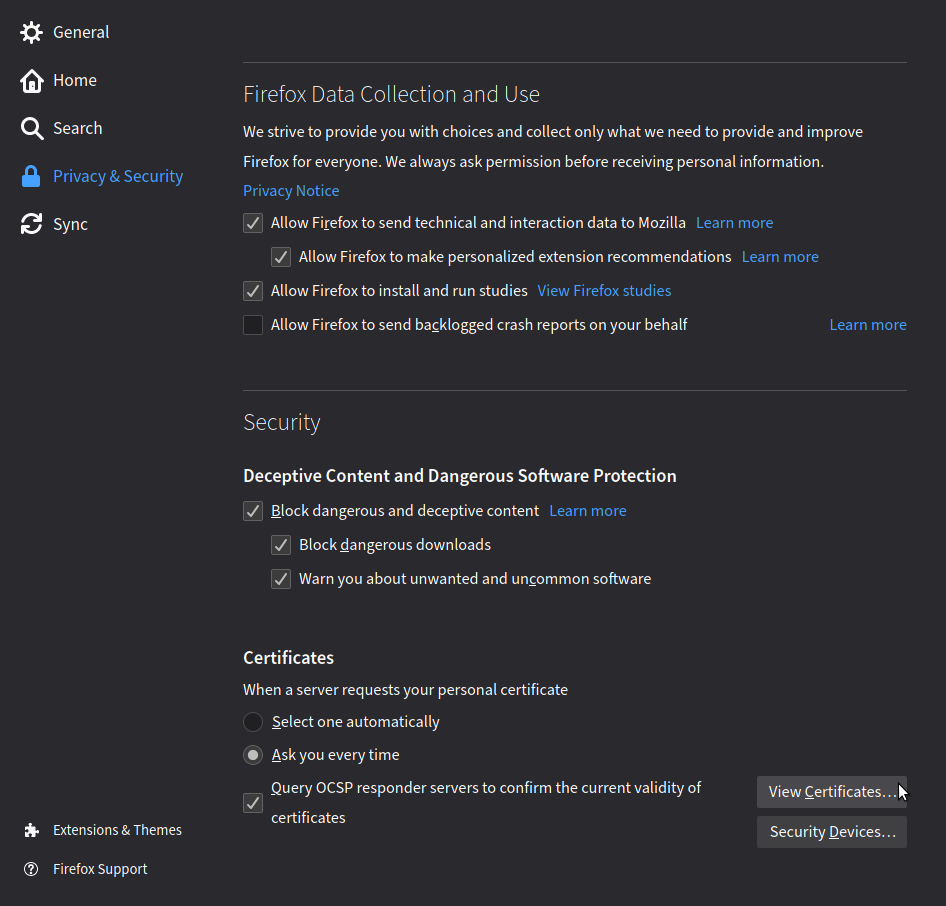 General
Home
Search
Privacy & Security
Sync
Extensions & Themes
Firefox Support
Firefox Data Collection and Use
We strive to provide you with choices and collect only what we need to provide and improve
Firefox for everyone. We always ask permission before receiving personal information.
Privacy Notice
Allow Firefox to send technical and interaction data to Mozilla Learn more
Allow Firefox to make personalized extension recommendations Learn more
Allow Firefox to install and run studies View Firefox studies
Allow Firefox to send backlogged crash reports on your behalf Learn more
Security
Deceptive Content and Dangerous Software Protection
Block dangerous and deceptive content Learn more
Block dangerous downloads
Warn you about unwanted and uncommon software
Certificates
When a server requests your personal certificate
Select one automatically
Ask you every time
Query OCSP responder servers to confirm the current validity of
certificates
View Certificates…
Security Devices…